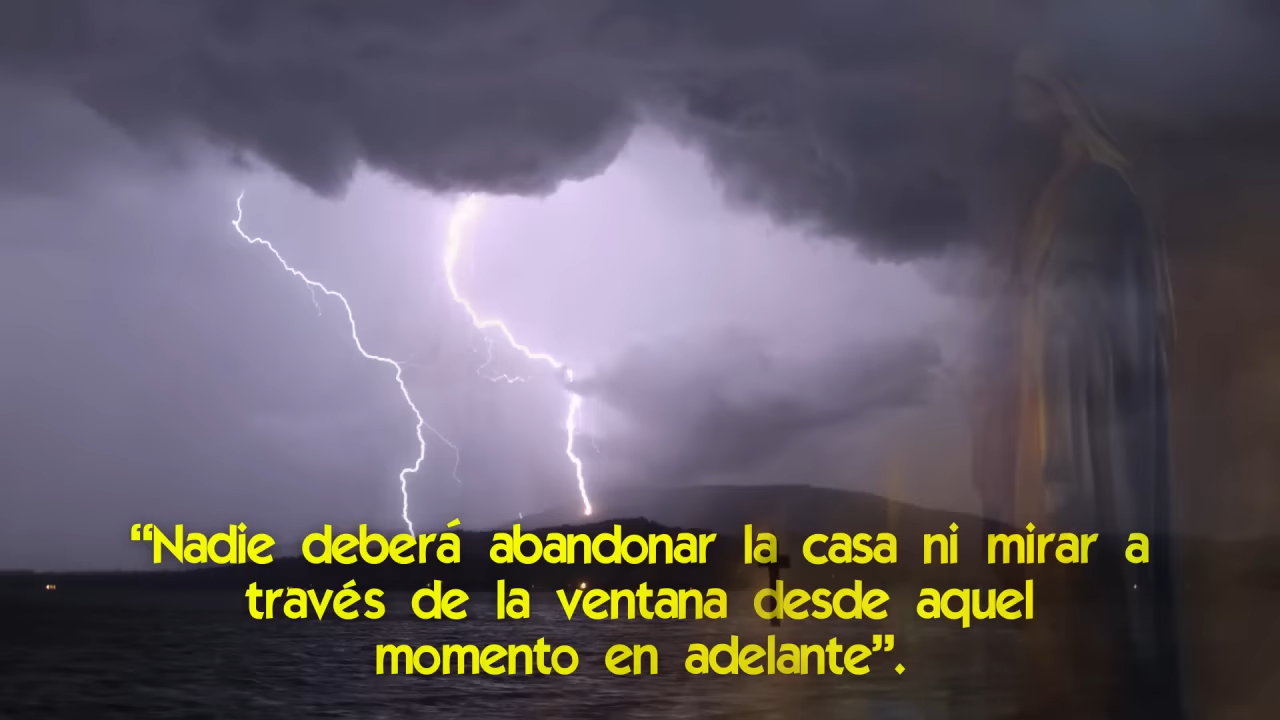 “Nadie deberá abandonar la casa ni mirar a
través de la ventana desde aquel
momento en adelante”.